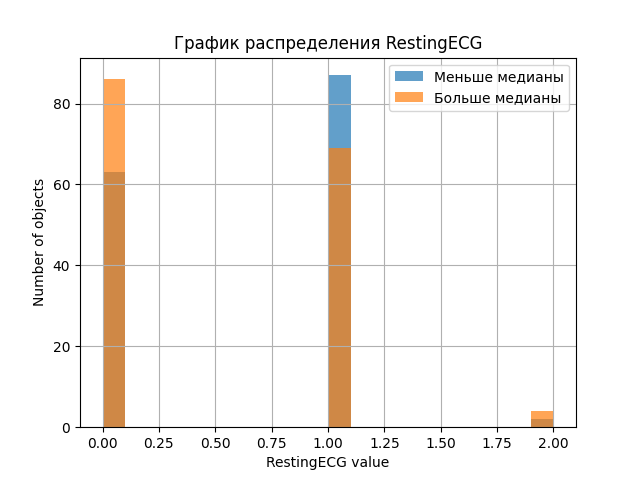 График распределения RestingECG
Меньше медианы
Больше медианы
80
60
40
20
0
Number of objects
0.00 0.25 0.50 0.75 1.00 1.25 1.50 1.75 2.00
RestingECG value